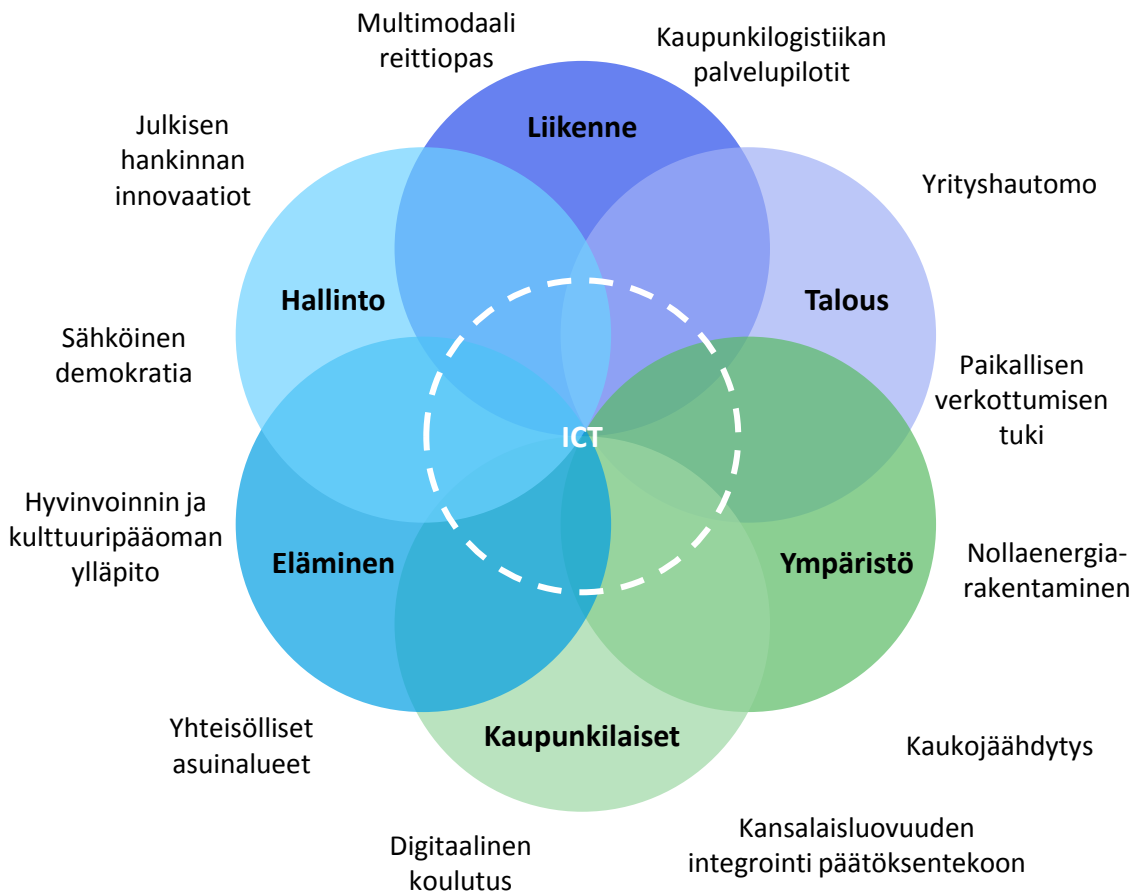 Multimodaali
reittiopas
Kaupunkilogistiikan
palvelupilotit
Liikenne
Julkisen
hankinnan
innovaatiot
Yrityshautomo
Hallinto
Talous
Sähköinen
demokratia
Paikallisen
verkottumisen
tuki
ICT
Hyvinvoinnin ja
kulttuuripääoman
ylläpito
Eläminen
Ympäristö
Nollaenergia-
rakentaminen
Yhteisölliset
asuinalueet
Kaupunkilaiset
Kaukojäähdytys
Digitaalinen
koulutus
Kansalaisluovuuden
integrointi päätöksentekoon